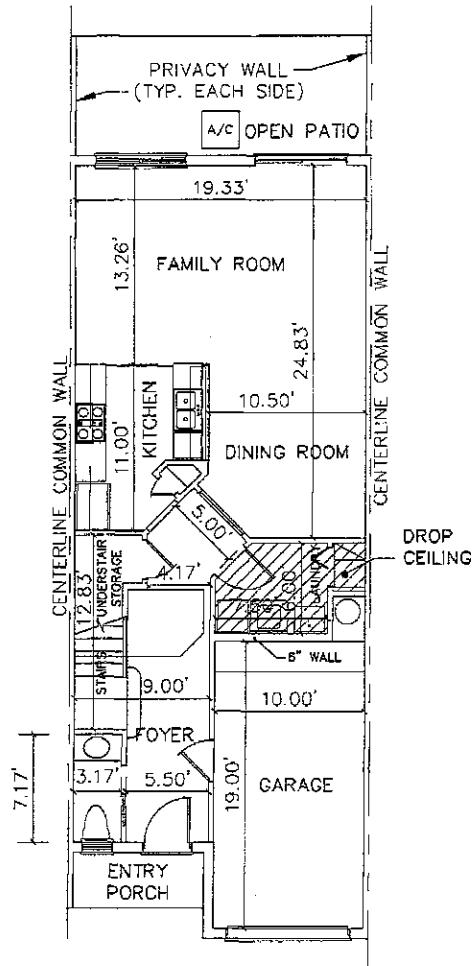 PRIVACY WALL
(TYP. EACH SIDE)
A/C
OPEN PATIO
19.33'
13.26'
FAMILY ROOM
24.83'
CENTERLINE COMMON WALL
CENTERLINE COMMON WALL
KITCHEN
11.00'
10.50'
DINING ROOM
5.00'
DROP
CEILING
UNDERSTAIR
STORAGE
4.17'
LAUNDRY
6.00'
12.83'
6" WALL
STAIRS
9.00'
10.00'
FOYER
7.17'
3.17'
5.50'
19.00'
GARAGE
ENTRY
PORCH